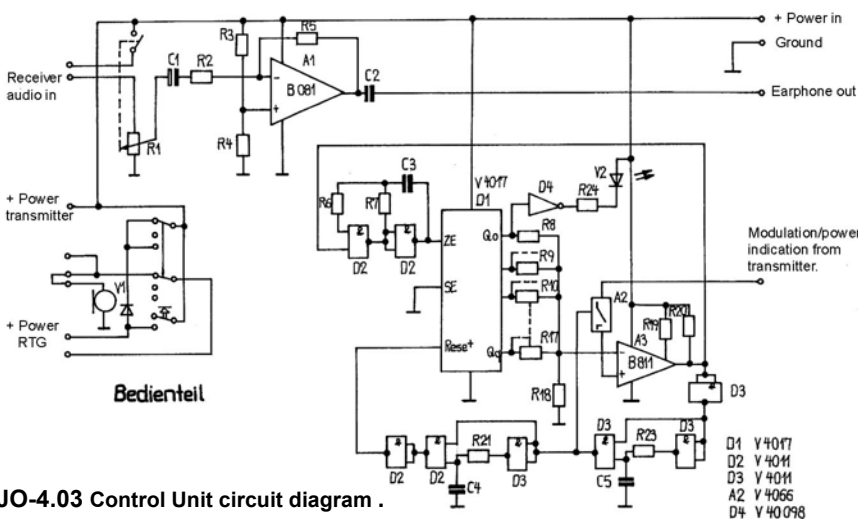 + Power in
Ground
Receiver
audio in
C1
R2
R3
R5
A1
B 081
C2
Earphone out
R1
R4
V 4017
D1
C3
R6
R7
D2
D2
ZE
SE
Reset
Q0
Q9
D4
R24
V2
R8
R9
R10
R17
R18
+ Power
transmitter
V1
+ Power
RTG
Bedienteil
Modulation/power
indication from
transmitter.
A2
A3
B811
R19
R20
D3
D2
D2
R21
C4
D3
D3
R23
C5
D3
D1 V 4017
D2 V 4011
D3 V 4011
A2 V 4066
D4 V 40098
JO-4.03 Control Unit circuit diagram .